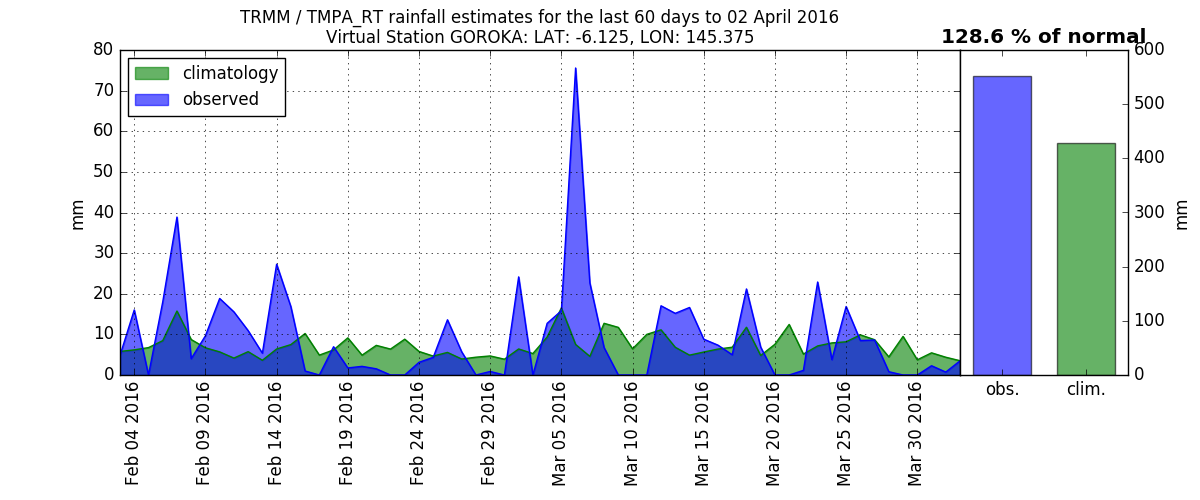 TRMM / TMPA_RT rainfall estimates for the last 60 days to 02 April 2016
Virtual Station GOROKA: LAT: -6.125, LON: 145.375
128.6 % of normal
climatology
observed
80
70
60
50
40
30
20
10
0
mm
Feb 04 2016
Feb 09 2016
Feb 14 2016
Feb 19 2016
Feb 24 2016
Feb 29 2016
Mar 05 2016
Mar 10 2016
Mar 15 2016
Mar 20 2016
Mar 25 2016
Mar 30 2016
obs.
clim.
600
500
400
300
200
100
0
mm